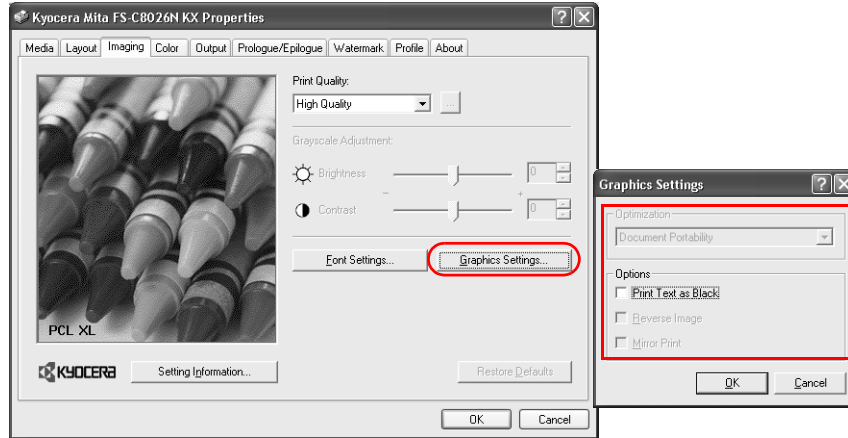 Kyocera Mita FS-C8026N KX Properties
Media Layout Imaging Color Output Prologue/Epilogue Watermark Profile About
Print Quality:
High Quality
...
Grayscale Adjustment:
Brightness 0
- +
Contrast 0
Font Settings... Graphics Settings...
PCL XL
KYOCERA Setting Information... Restore Defaults
OK Cancel
Graphics Settings
Optimization
Document Portability
Options
Print Text as Black
Reverse Image
Mirror Print
OK Cancel